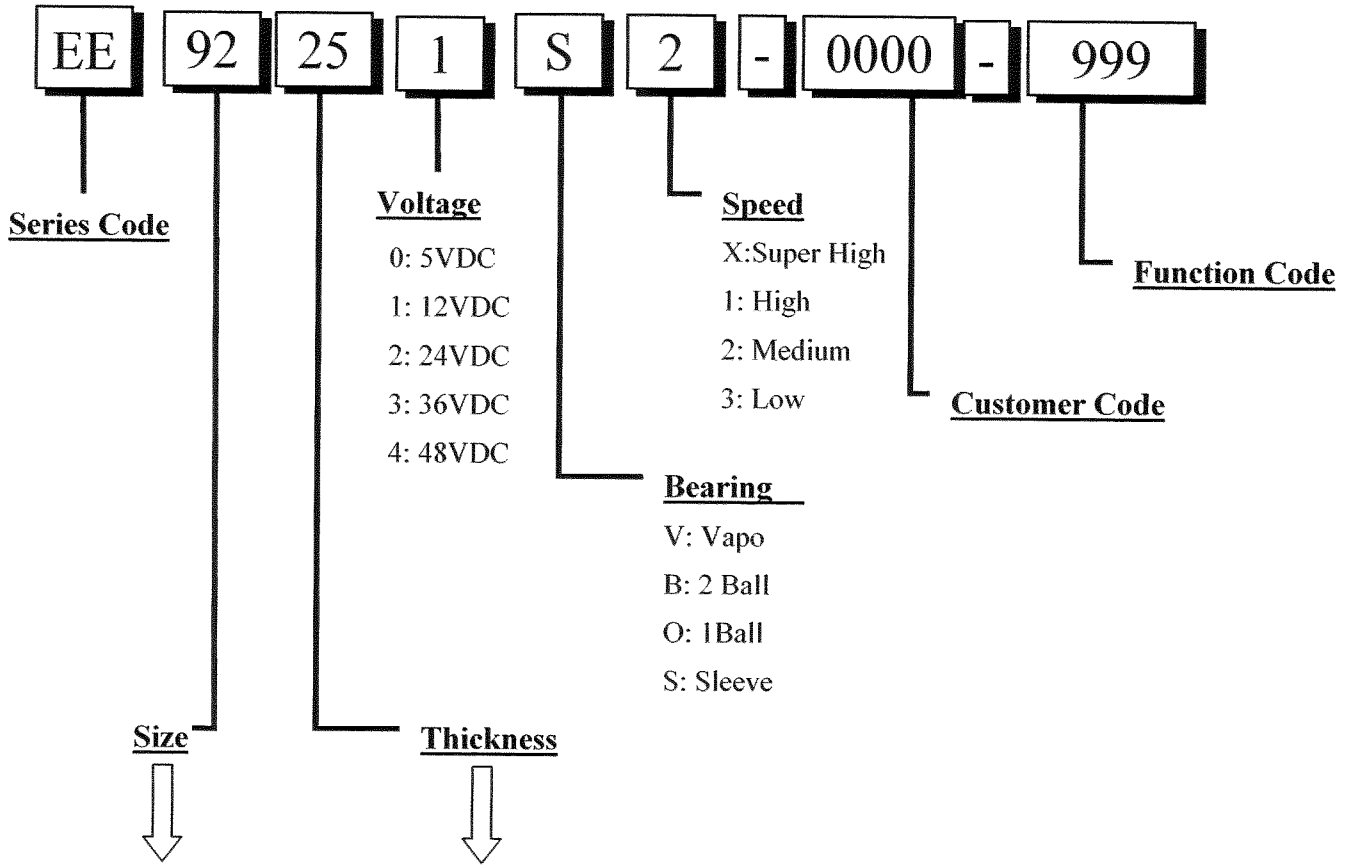 EE 92 25 1 S 2 - 0000 - 999
Series Code
Voltage
0: 5VDC
1: 12VDC
2: 24VDC
3: 36VDC
4: 48VDC
Speed
X:Super High
1: High
2: Medium
3: Low
Function Code
Customer Code
Bearing
V: Vapo
B: 2 Ball
O: 1Ball
S: Sleeve
Size
Thickness